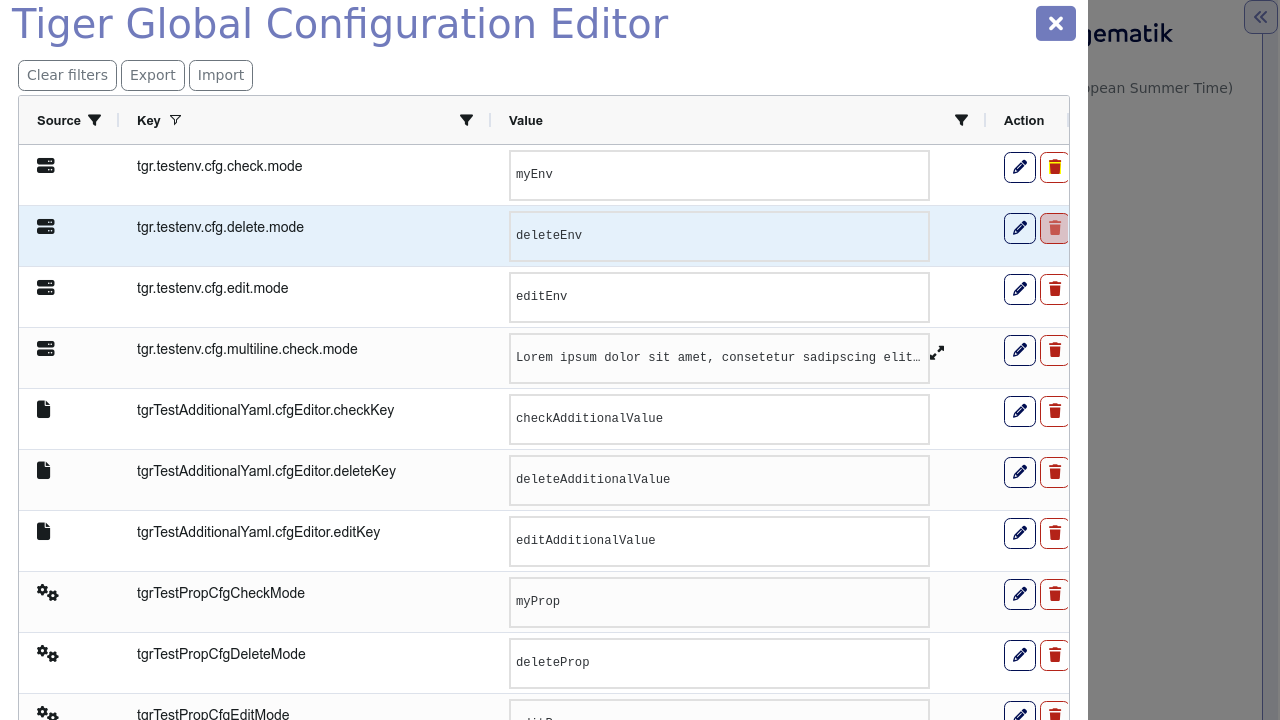 Tiger Global Configuration Editor
gematik
Clear filters Export Import
opean Summer Time)
Source Key Value Action
tgr.testenv.cfg.check.mode myEnv
tgr.testenv.cfg.delete.mode deleteEnv
tgr.testenv.cfg.edit.mode editEnv
tgr.testenv.cfg.multiline.check.mode Lorem ipsum dolor sit amet, consetetur sadipscing elit…
tgrTestAdditionalYaml.cfgEditor.checkKey checkAdditionalValue
tgrTestAdditionalYaml.cfgEditor.deleteKey deleteAdditionalValue
tgrTestAdditionalYaml.cfgEditor.editKey editAdditionalValue
tgrTestPropCfgCheckMode myProp
tgrTestPropCfgDeleteMode deleteProp
tgrTestPropCfgEditMode